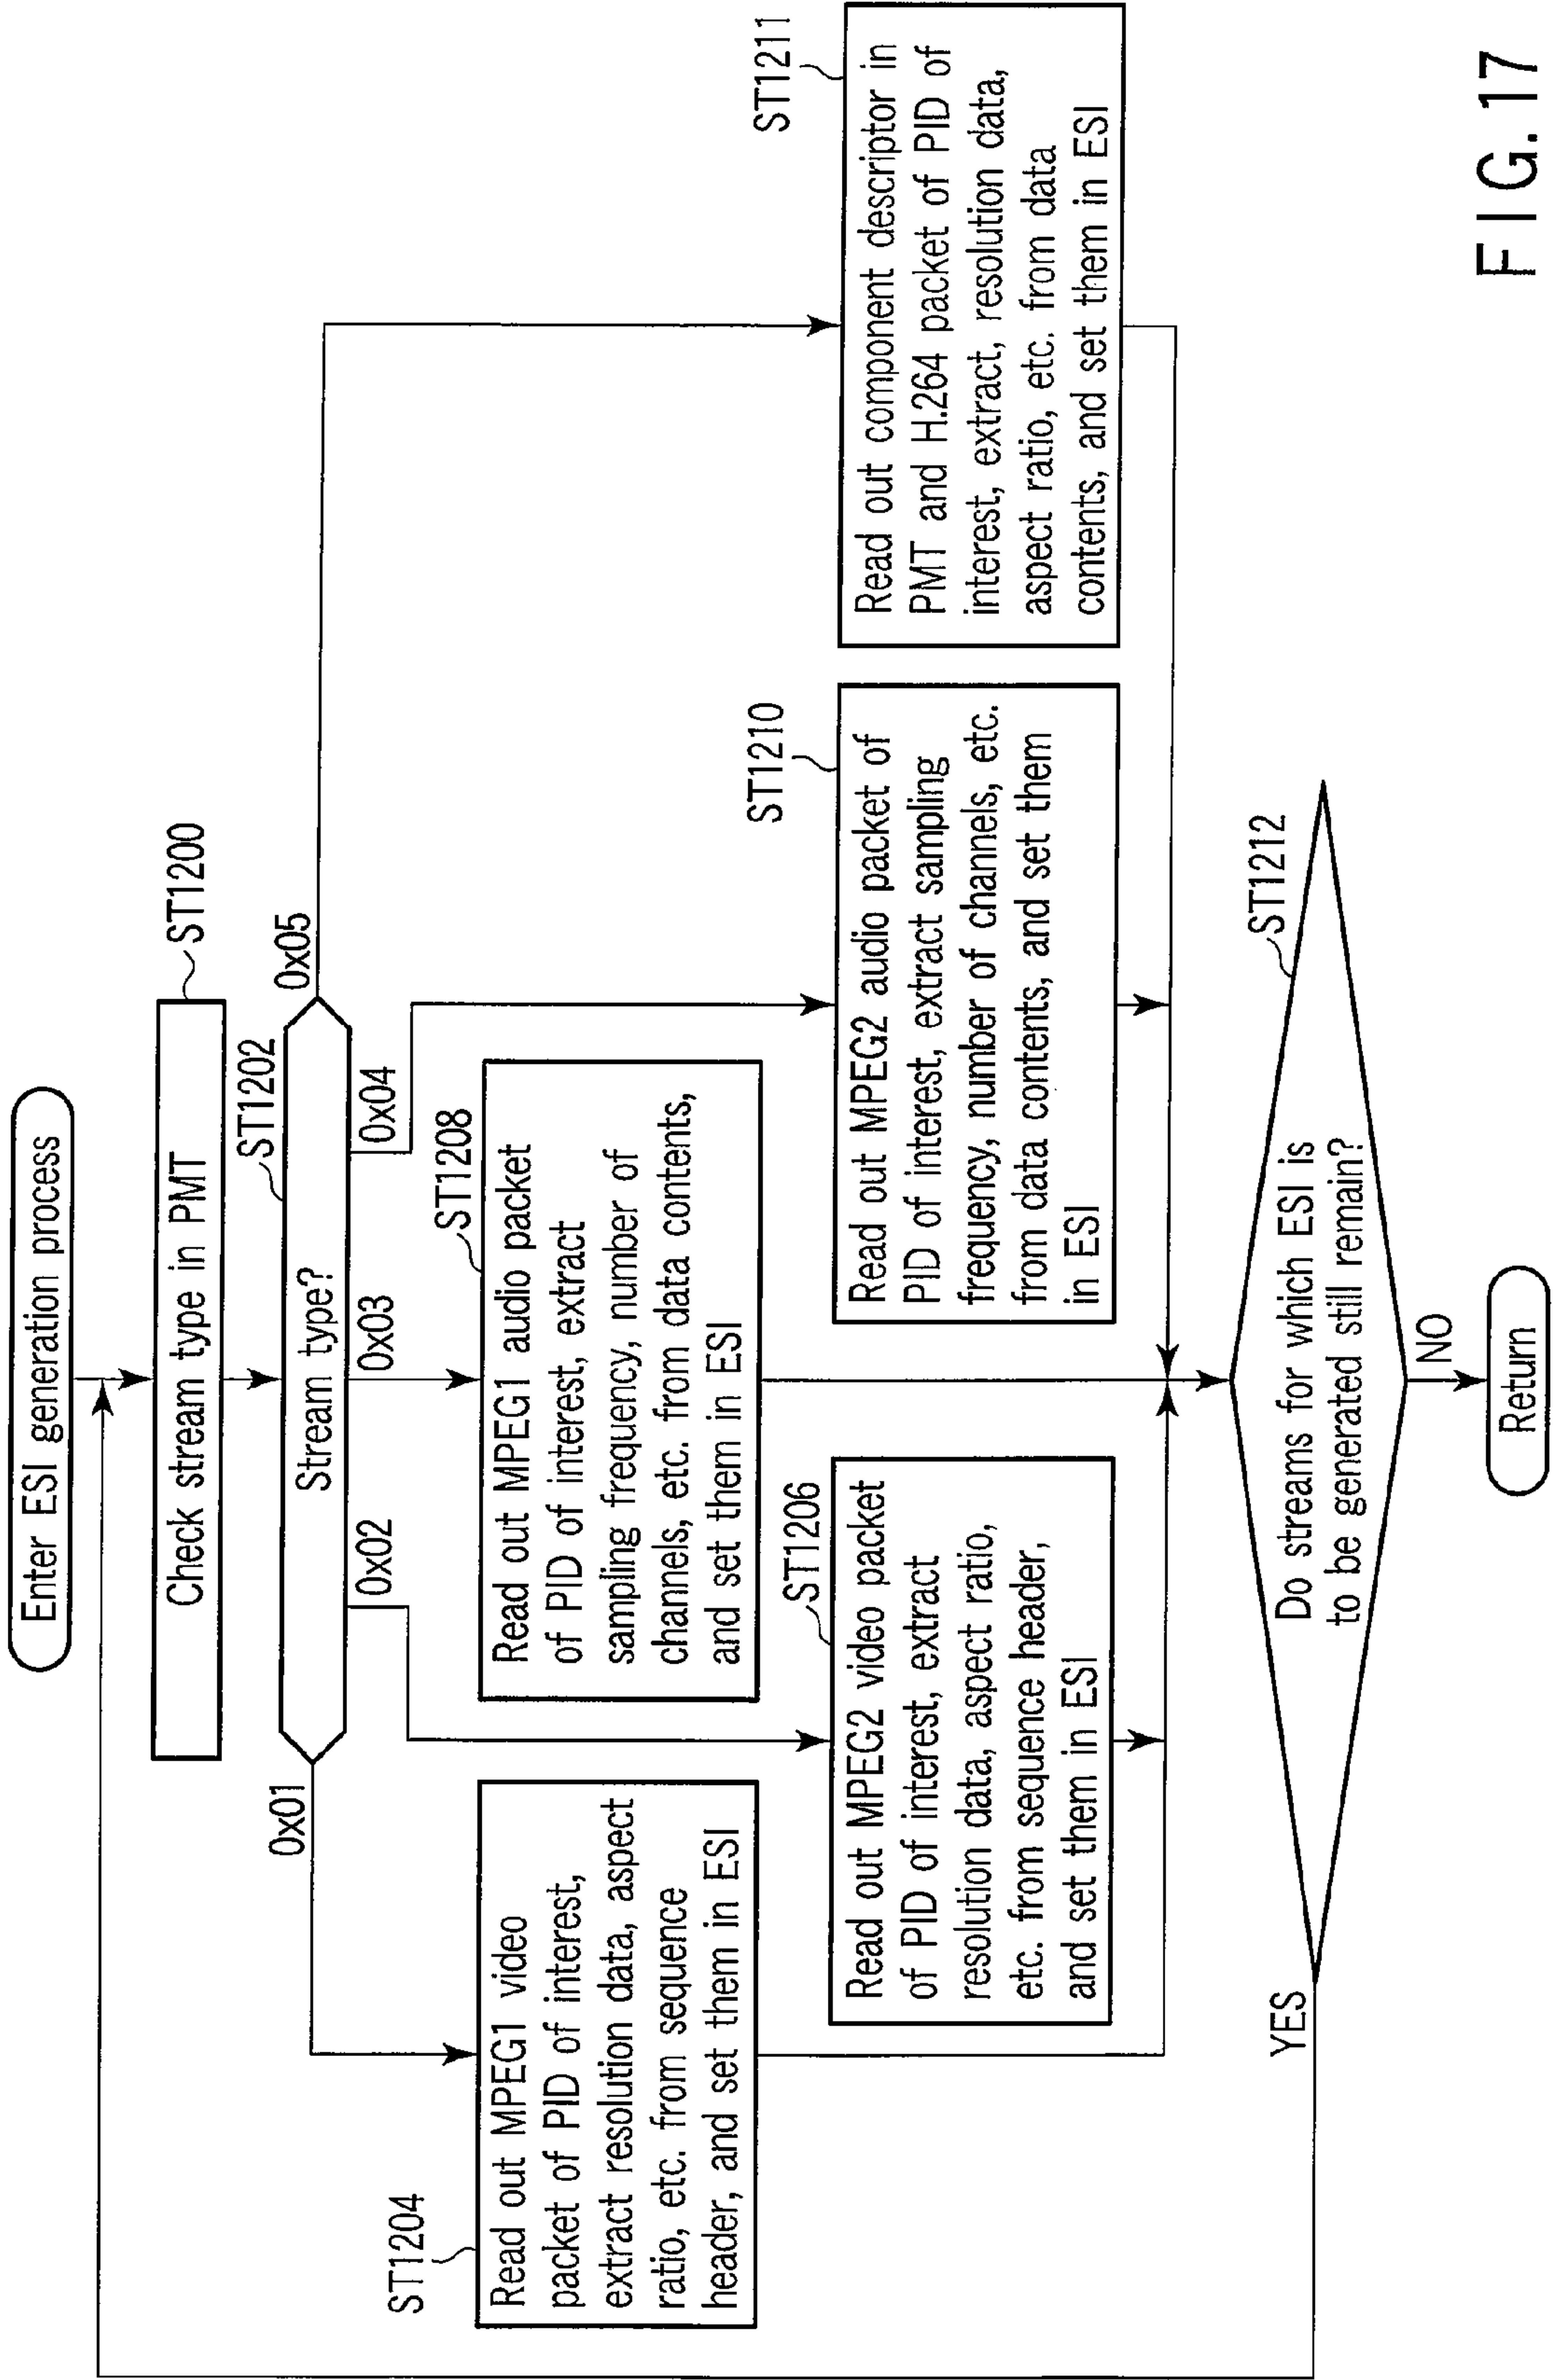 Enter ESI generation process
ST1200
Check stream type in PMT
ST1202
Stream type?
0x01
0x02
0x03
0x04
0x05
ST1204
Read out MPEG1 video
packet of PID of interest,
extract resolution data, aspect
ratio, etc. from sequence
header, and set them in ESI
ST1208
Read out MPEG1 audio packet
of PID of interest, extract
sampling frequency, number of
channels, etc. from data contents,
and set them in ESI
ST1206
Read out MPEG2 video packet
of PID of interest, extract
resolution data, aspect ratio,
etc. from sequence header,
and set them in ESI
ST1210
Read out MPEG2 audio packet of
PID of interest, extract sampling
frequency, number of channels, etc.
from data contents, and set them
in ESI
ST1211
Read out component descriptor in
PMT and H.264 packet of PID of
interest, extract, resolution data,
aspect ratio, etc. from data
contents, and set them in ESI
ST1212
Do streams for which ESI is
to be generated still remain?
YES
NO
Return
FIG. 17